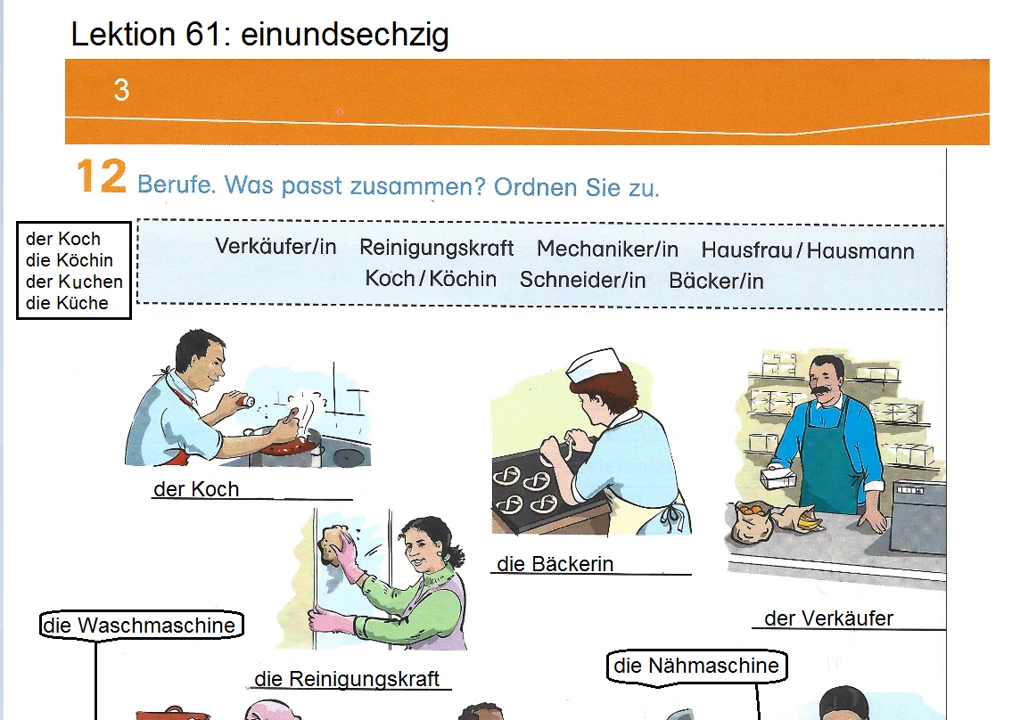 Lektion 61: einundsechzig
3
12 Berufe. Was passt zusammen? Ordnen Sie zu.
der Koch
die Köchin
der Kuchen
die Küche
Verkäufer/in Reinigungskraft Mechaniker/in Hausfrau/Hausmann
Koch/Köchin Schneider/in Bäcker/in
der Koch
die Bäckerin
der Verkäufer
die Waschmaschine
die Reinigungskraft
die Nähmaschine